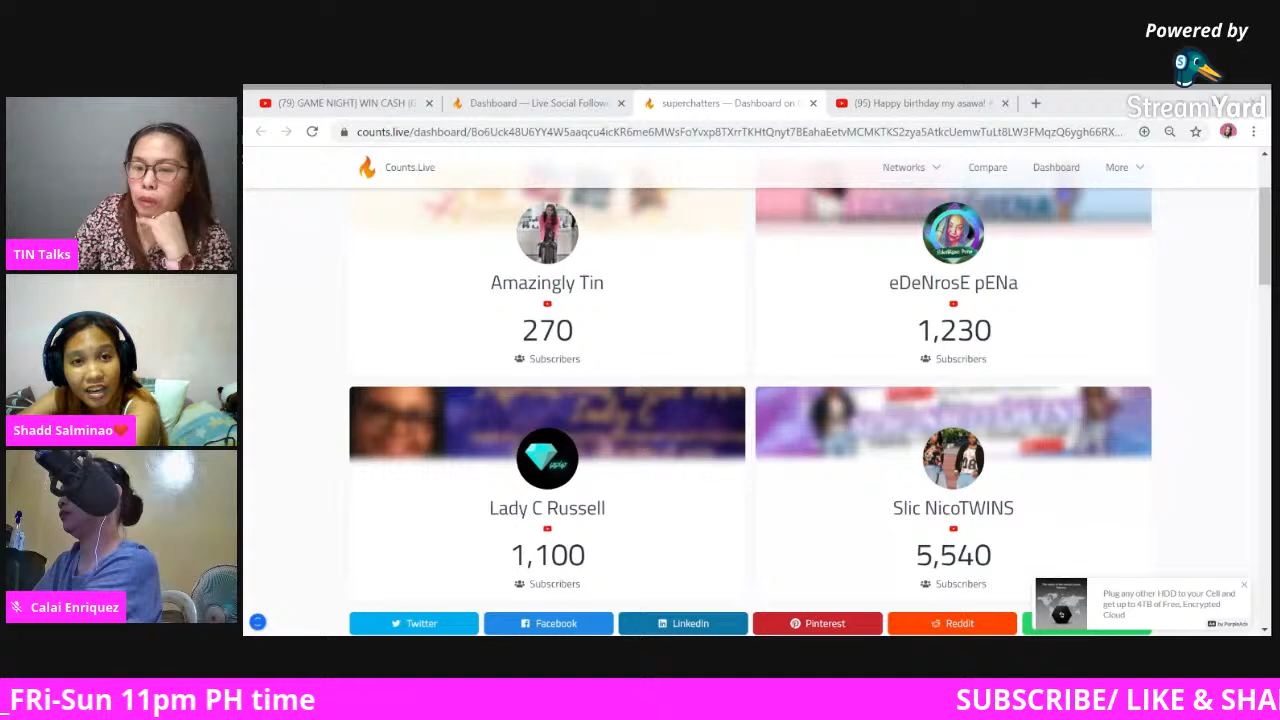 Powered by
StreamYard
(79) GAME NIGHT| WIN CASH (G
Dashboard — Live Social Follow
superchatters — Dashboard on
(95) Happy birthday my asawa!
counts.live/dashboard/
Counts.Live
Networks
Compare
Dashboard
More
TIN Talks
Amazingly Tin
270
Subscribers
eDeNrosE pENa
1,230
Subscribers
Shadd Salminao❤️
Lady C Russell
1,100
Subscribers
Slic NicoTWINS
5,540
Subscribers
Calai Enriquez
Plug any other HDD to your Cell and
get up to 4TB of Free, Encrypted
Cloud
Ad by PurpleAds
Twitter
Facebook
LinkedIn
Pinterest
Reddit
_FRi-Sun 11pm PH time
SUBSCRIBE/ LIKE & SHA